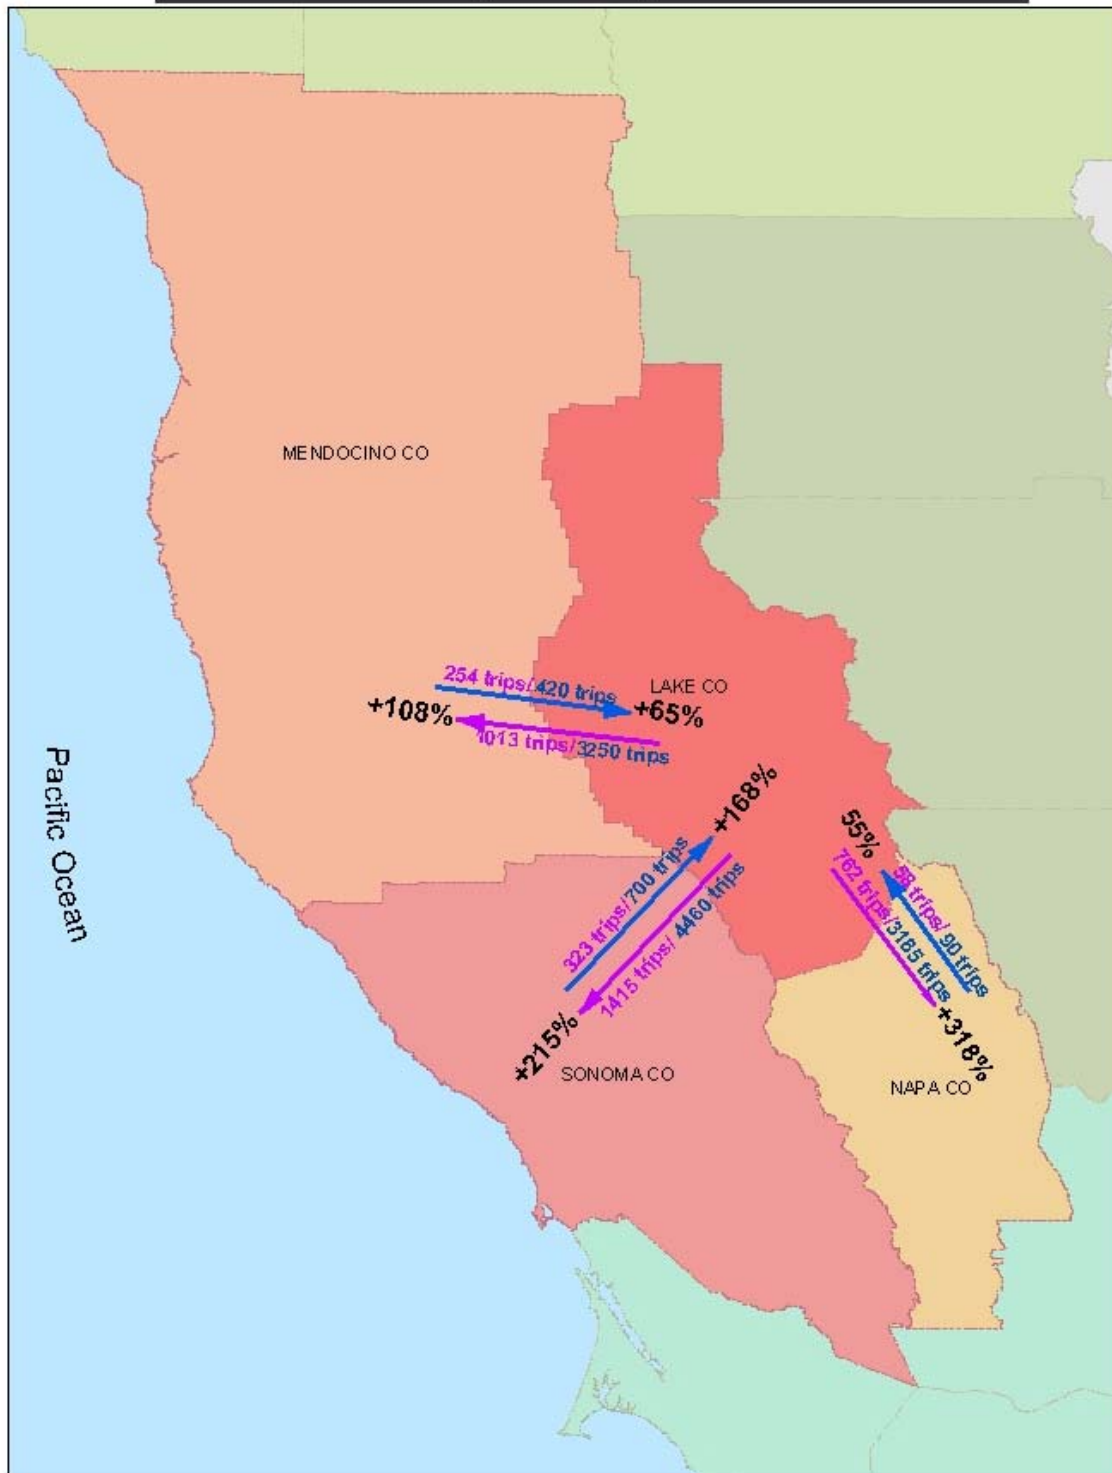 MENDOCINO CO
254 trips/420 trips
LAKE CO
+108%
+65%
1013 trips/3250 trips
Pacific Ocean
+168%
55%
323 trips/700 trips
1415 trips/ 4460 trips
762 trips/3185 trips
58 trips/ 90 trips
+215%
SONOMA CO
+318%
NAPA CO